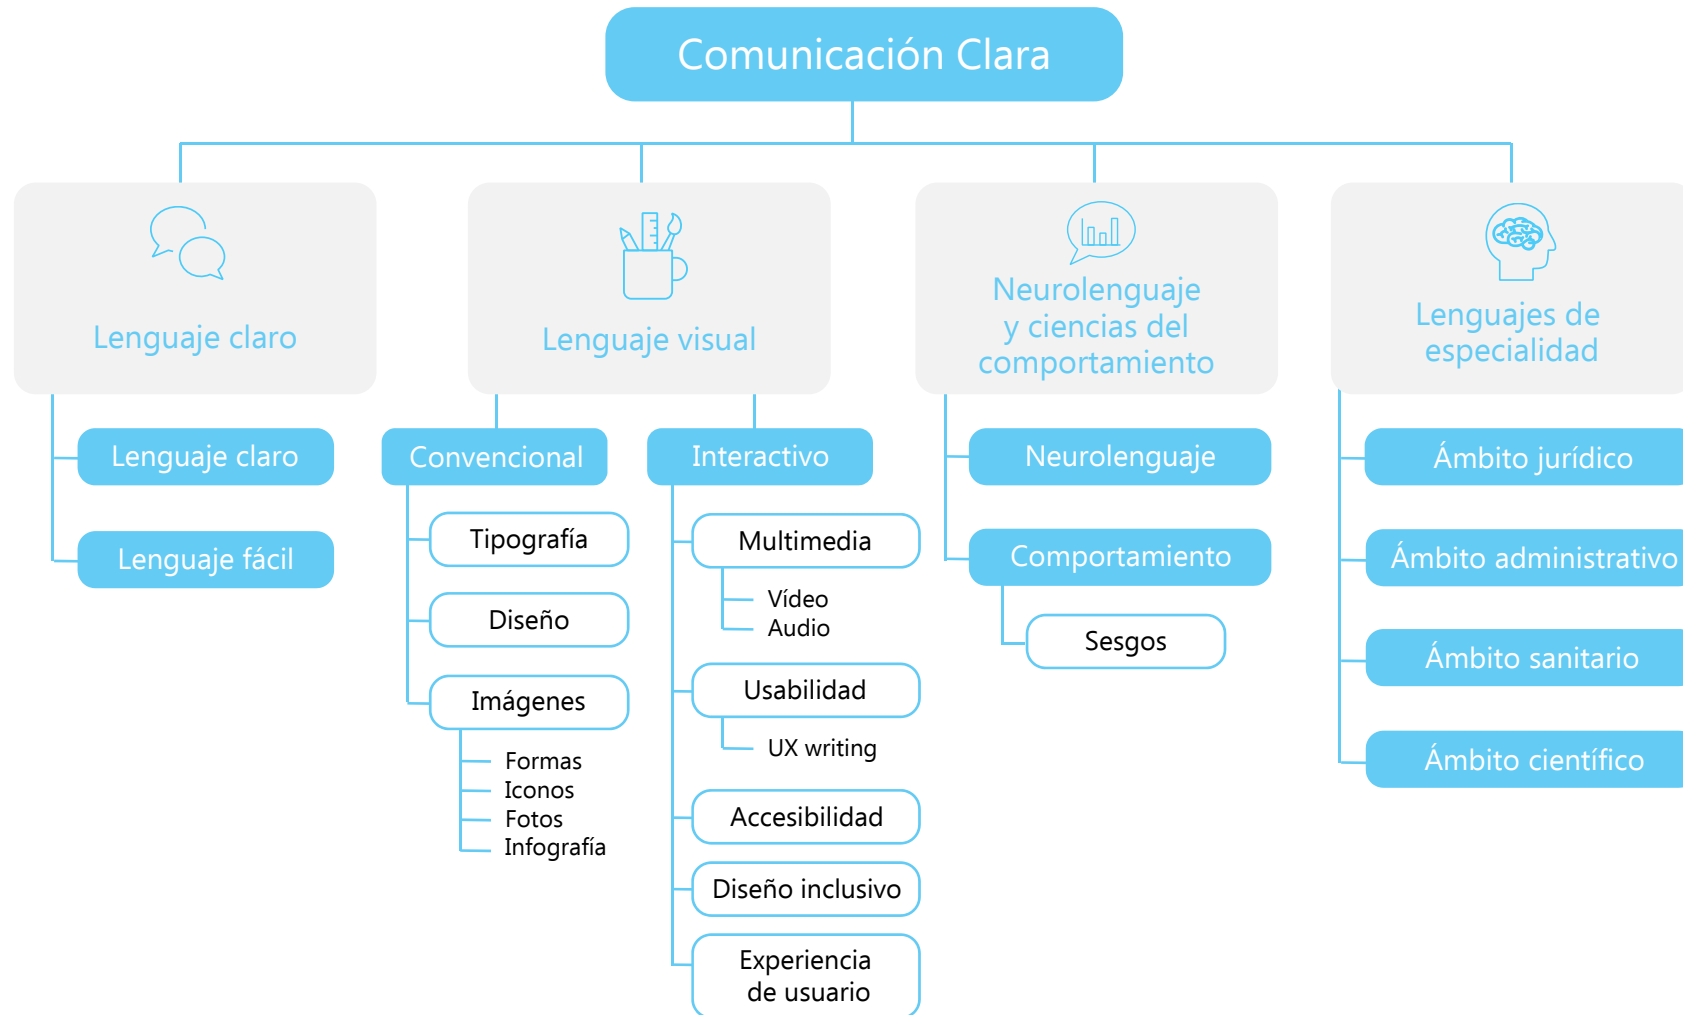 Comunicación Clara
Lenguaje claro
Lenguaje visual
Neurolenguaje
y ciencias del
comportamiento
Lenguajes de
especialidad
Lenguaje claro
Lenguaje fácil
Convencional
Tipografía
Diseño
Imágenes
Formas
Iconos
Fotos
Infografía
Interactivo
Multimedia
Vídeo
Audio
Usabilidad
UX writing
Accesibilidad
Diseño inclusivo
Experiencia
de usuario
Neurolenguaje
Comportamiento
Sesgos
Ámbito jurídico
Ámbito administrativo
Ámbito sanitario
Ámbito científico